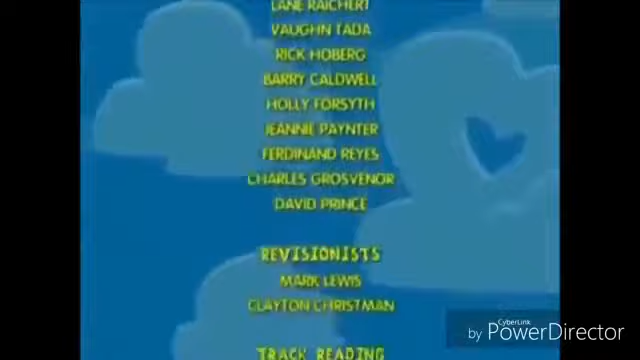 LANE RAICHERT
VAUGHN TADA
RICK HOBERG
BARRY CALDWELL
HOLLY FORSYTH
JEANNIE PAYNTER
FERDINAND REYES
CHARLES GROSVENOR
DAVID PRINCE
REVISIONISTS
MARK LEWIS
CLAYTON CHRISTMAN
TRACK READING
CyberLink
by PowerDirector